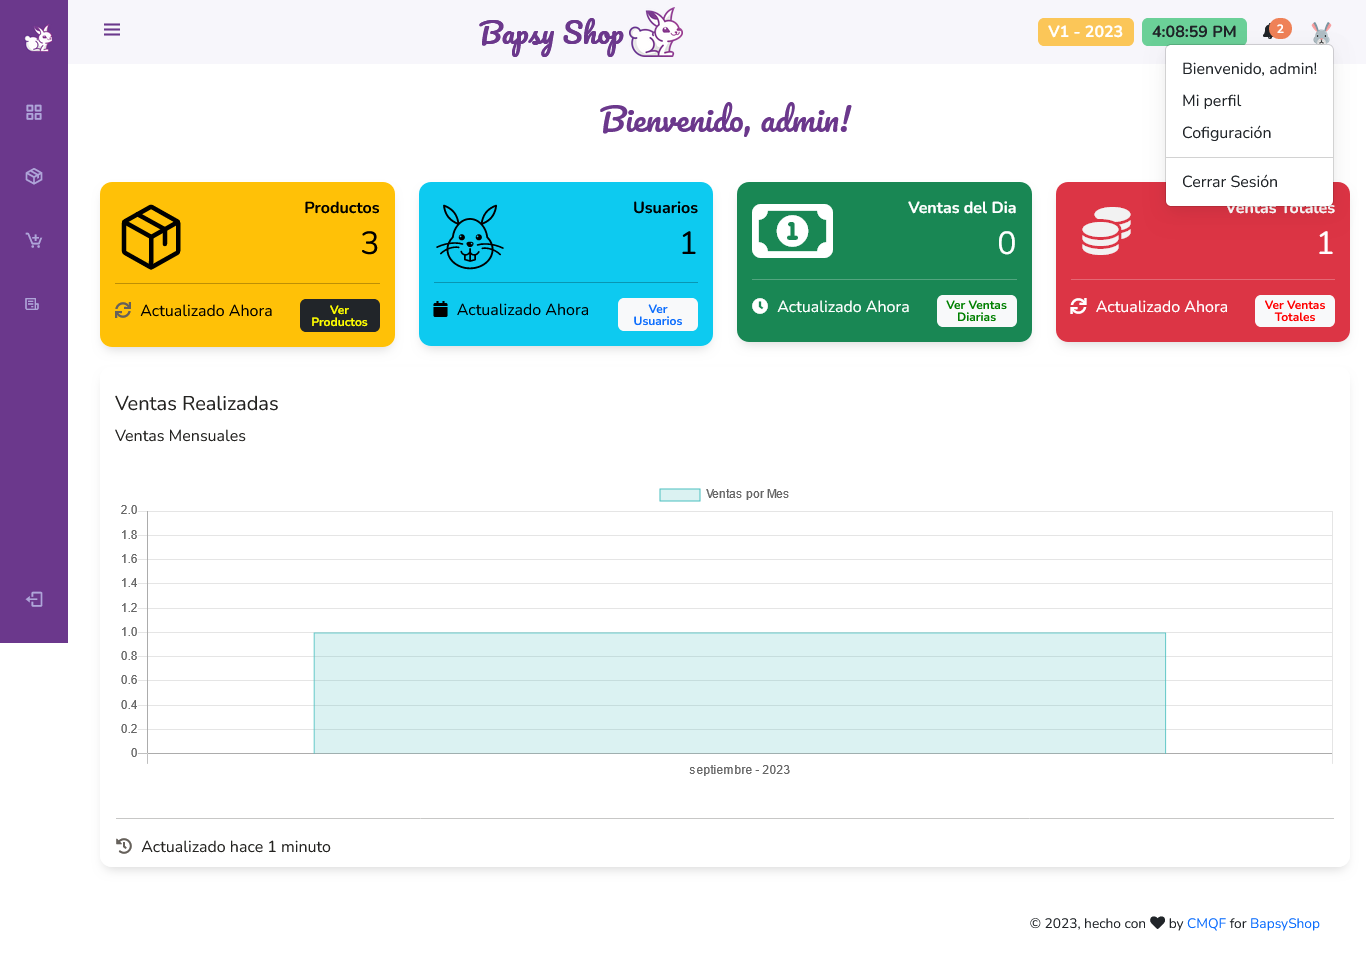 Bapsy Shop
V1 - 2023
4:08:59 PM
2
Bienvenido, admin!
Mi perfil
Cofiguración
Cerrar Sesión
Bienvenido, admin!
Productos
3
Actualizado Ahora
Ver
Productos
Usuarios
1
Actualizado Ahora
Ver
Usuarios
Ventas del Dia
0
Actualizado Ahora
Ver Ventas
Diarias
Ventas Totales
1
Actualizado Ahora
Ver Ventas
Totales
Ventas Realizadas
Ventas Mensuales
Ventas por Mes
2.0
1.8
1.6
1.4
1.2
1.0
0.8
0.6
0.4
0.2
0
septiembre - 2023
Actualizado hace 1 minuto
© 2023, hecho con by CMQF for BapsyShop